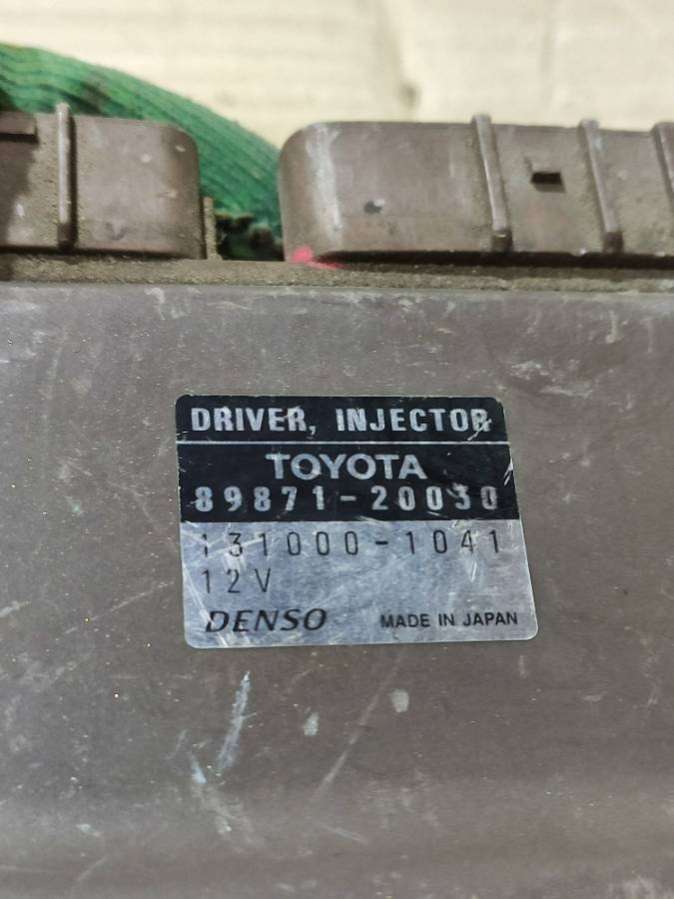 DRIVER, INJECTOR
TOYOTA
89871-20030
131000-1041
12V
DENSO MADE IN JAPAN